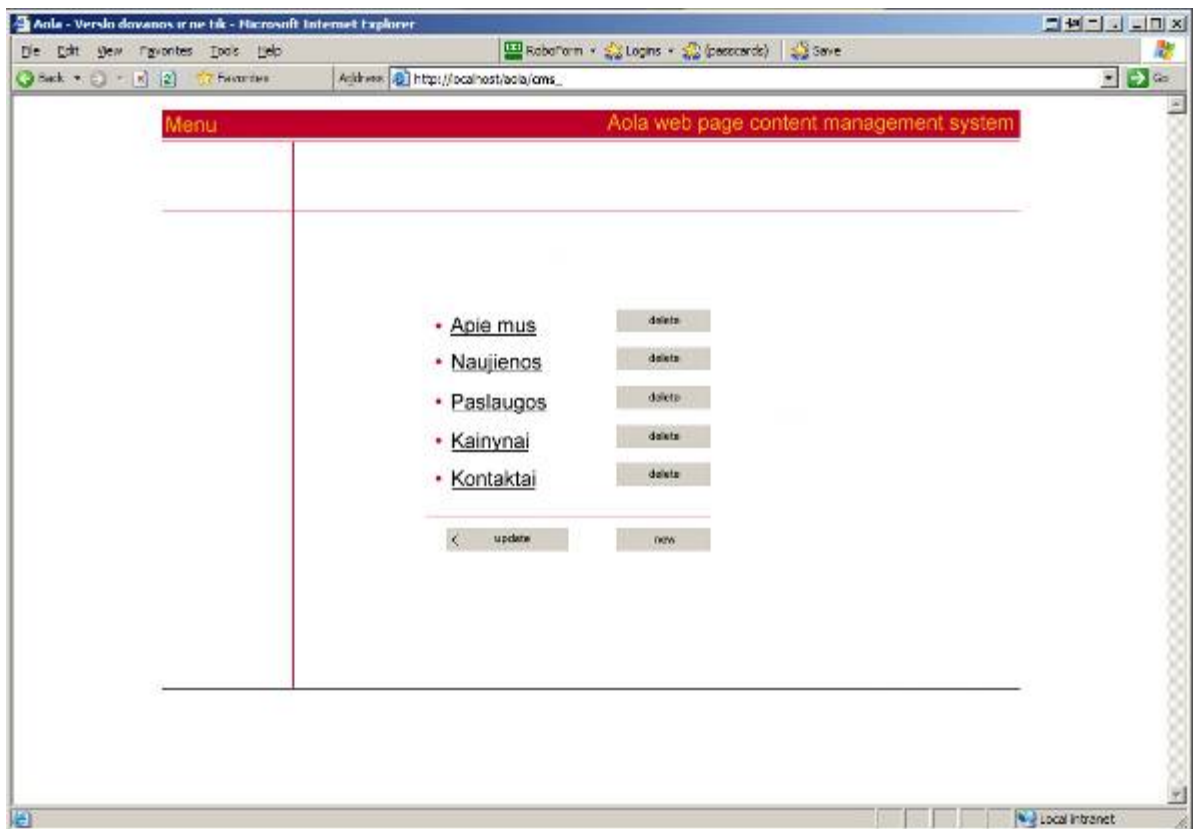 Aola - Verslo dovanos ir ne tik - Microsoft Internet Explorer
File Edit View Favorites Tools Help RoboForm Logins (passcards) Save
Back Favorites Address http://localhost/aola/cms_ Go
Menu Aola web page content management system
• Apie mus delete
• Naujienos delete
• Paslaugos delete
• Kainynai delete
• Kontaktai delete
< update new
Local intranet